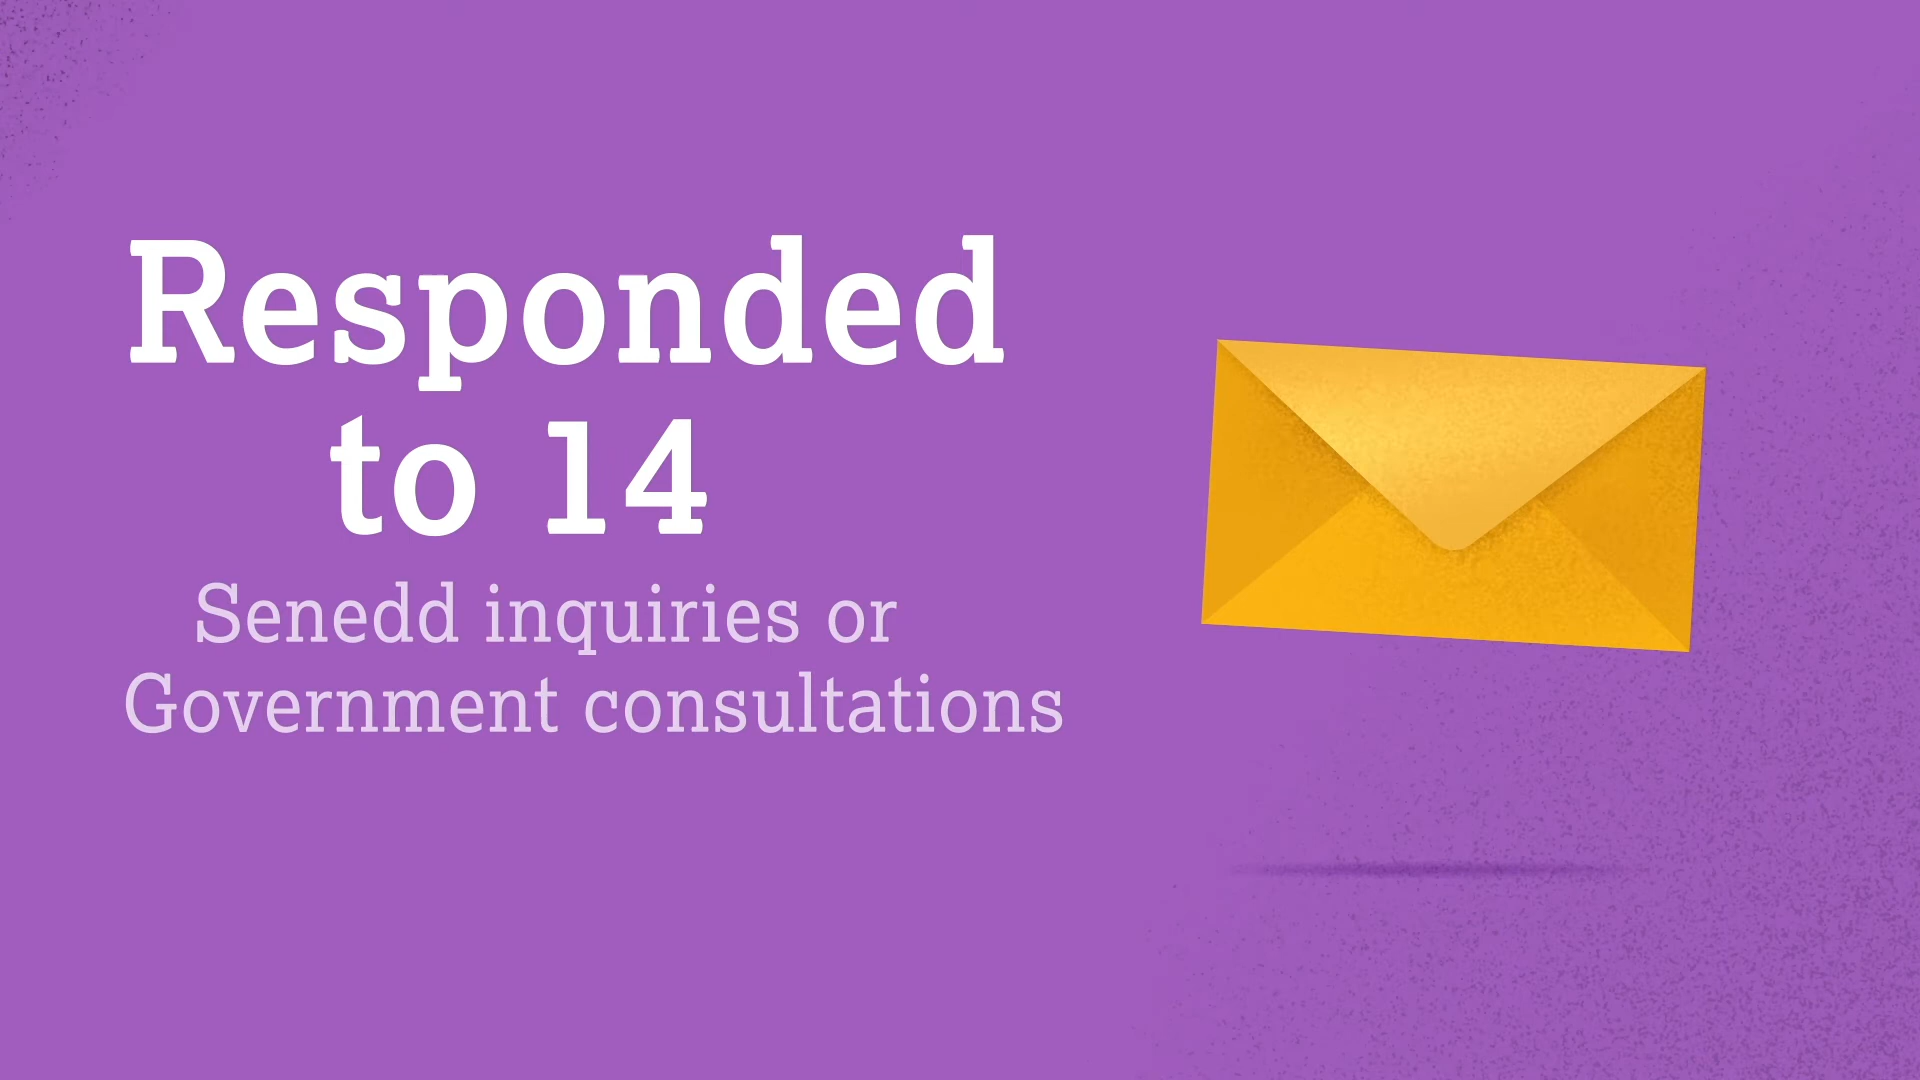 Responded
to 14
Senedd inquiries or
Government consultations